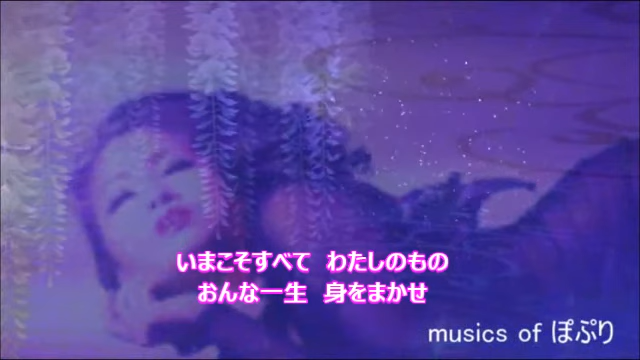 いまこそすべて　わたしのもの
おんな一生　身をまかせ
musics of ぽぷり